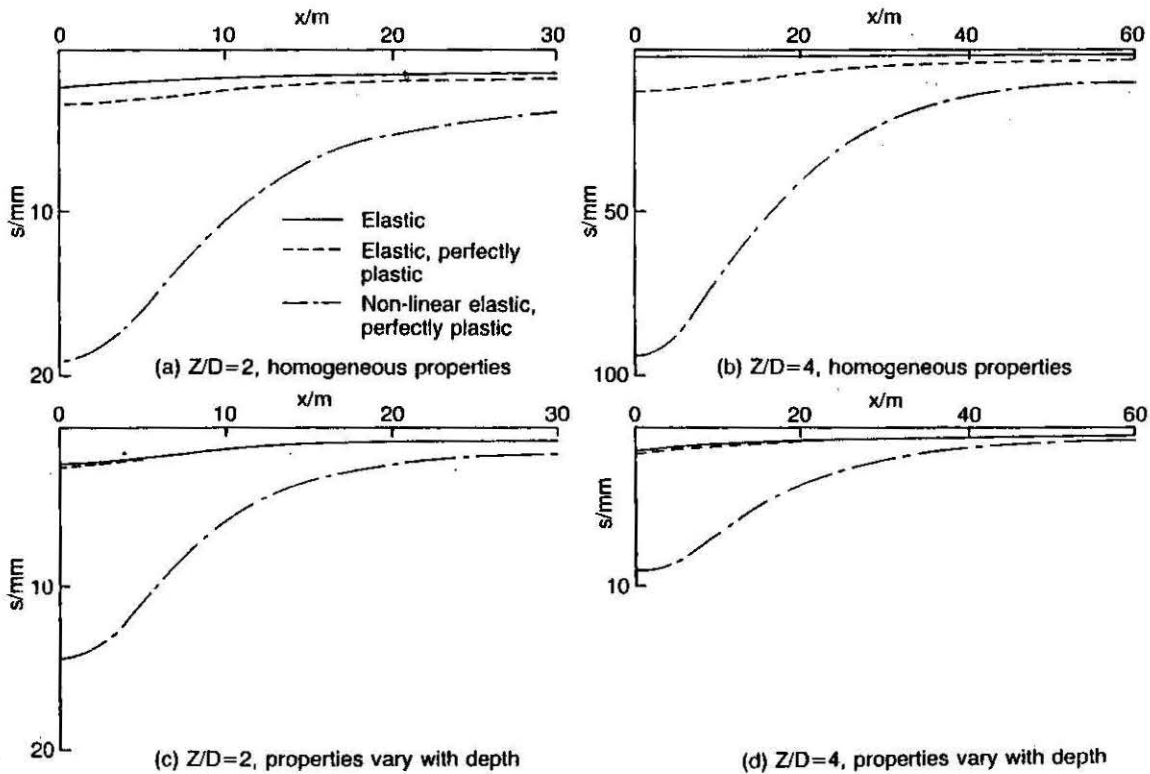 x/m
0 10 20 30
s/mm
10
20
Elastic
Elastic, perfectly
plastic
Non-linear elastic,
perfectly plastic
(a) Z/D=2, homogeneous properties
x/m
0 20 40 60
s/mm
50
100
(b) Z/D=4, homogeneous properties
x/m
0 10 20 30
s/mm
10
20
(c) Z/D=2, properties vary with depth
x/m
0 20 40 60
s/mm
10
(d) Z/D=4, properties vary with depth